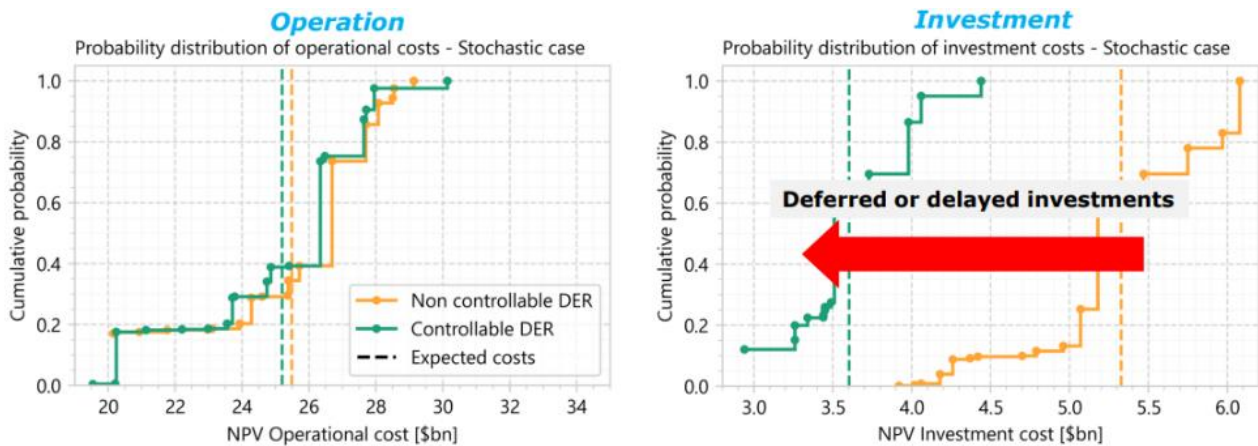 Operation
Probability distribution of operational costs - Stochastic case
Cumulative probability
1.0
0.8
0.6
0.4
0.2
0.0
Non controllable DER
Controllable DER
Expected costs
20 22 24 26 28 30 32 34
NPV Operational cost [$bn]
Investment
Probability distribution of investment costs - Stochastic case
Cumulative probability
1.0
0.8
0.6
0.4
0.2
0.0
Deferred or delayed investments
3.0 3.5 4.0 4.5 5.0 5.5 6.0
NPV Investment cost [$bn]